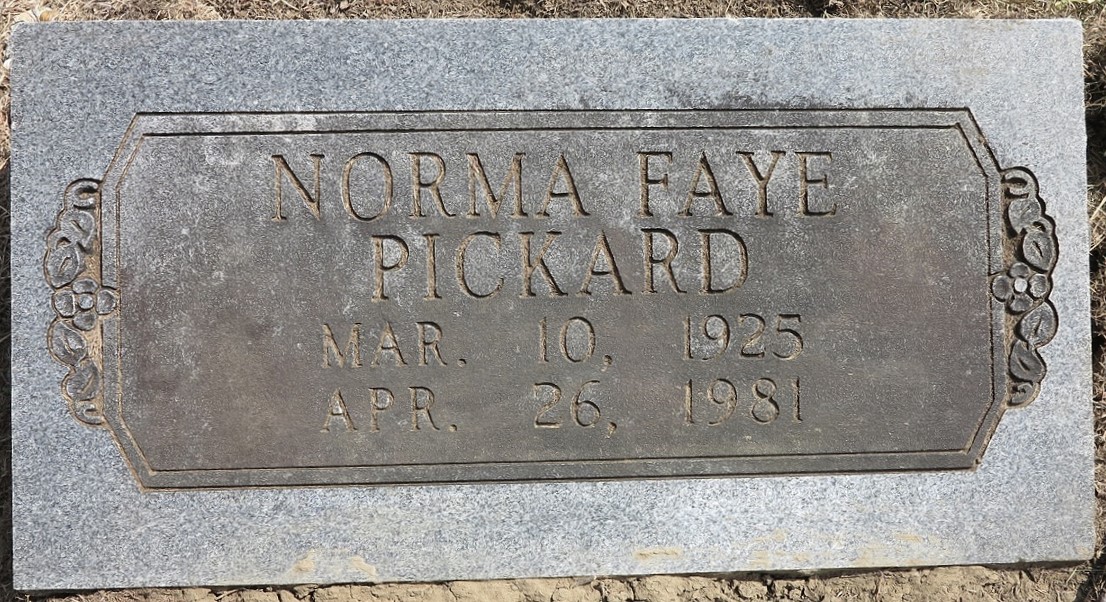 NORMA FAYE
PICKARD
MAR. 10, 1925
APR. 26, 1981